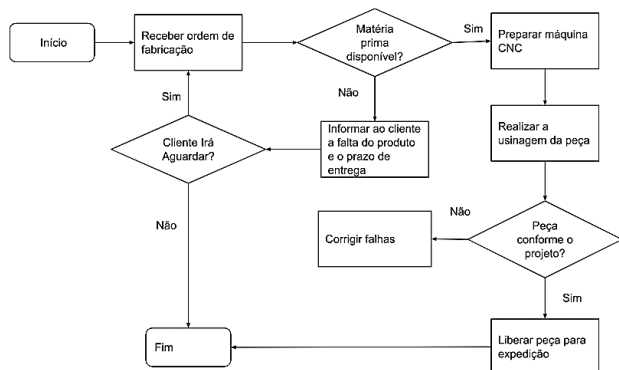 Início
Receber ordem de
fabricação
Matéria
prima
disponível?
Sim
Preparar máquina
CNC
Sim
Não
Cliente Irá
Aguardar?
Informar ao cliente
a falta do produto
e o prazo de
entrega
Realizar a
usinagem da peça
Não
Corrigir falhas
Não
Peça
conforme o
projeto?
Sim
Fim
Liberar peça para
expedição